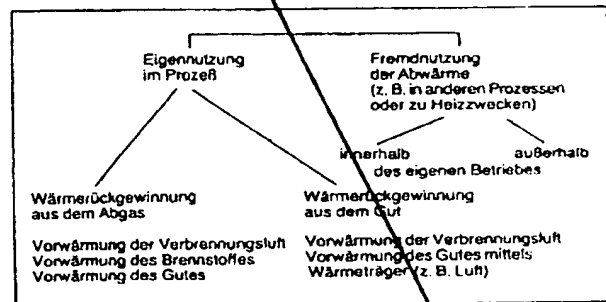 Eigennutzung
im Prozeß
Fremdnutzung
der Abwärme
(z. B. in anderen Prozessen
oder zu Heizzwecken)
innerhalb außerhalb
des eigenen Betriebes
Wärmerückgewinnung
aus dem Abgas
Vorwärmung der Verbrennungsluft
Vorwärmung des Brennstoffes
Vorwärmung des Gutes
Wärmerückgewinnung
aus dem Gut
Vorwärmung der Verbrennungsluft
Vorwärmung des Gutes mittels
Wärmeträger (z. B. Luft)